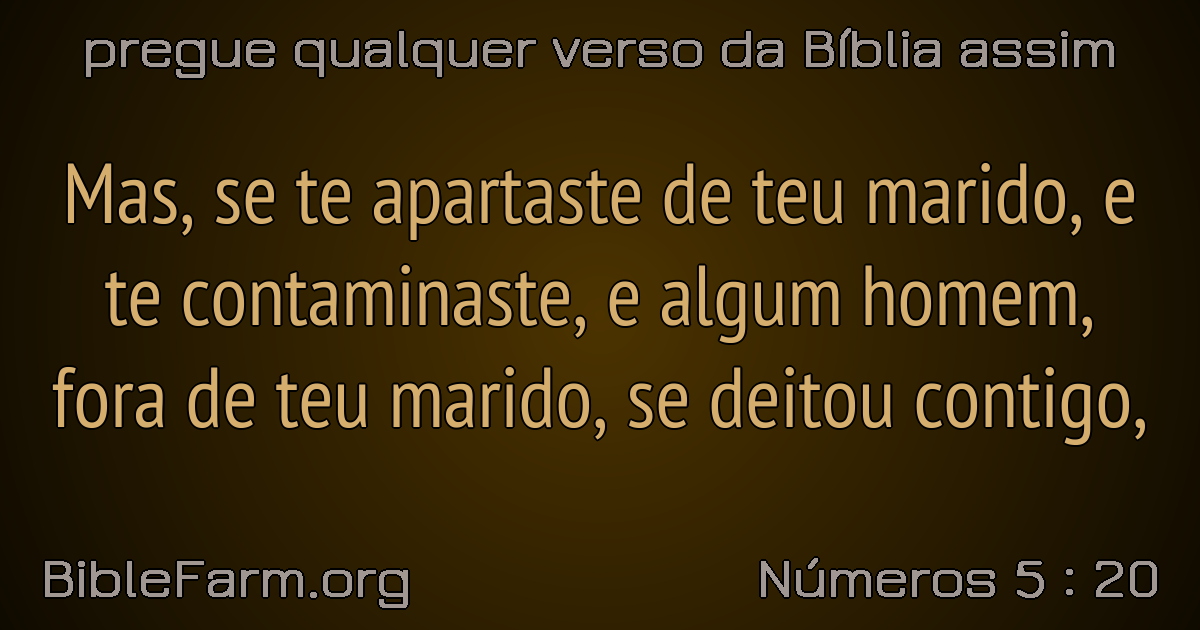 pregue qualquer verso da Bíblia assim
Mas, se te apartaste de teu marido, e
te contaminaste, e algum homem,
fora de teu marido, se deitou contigo,
BibleFarm.org
Números 5 : 20